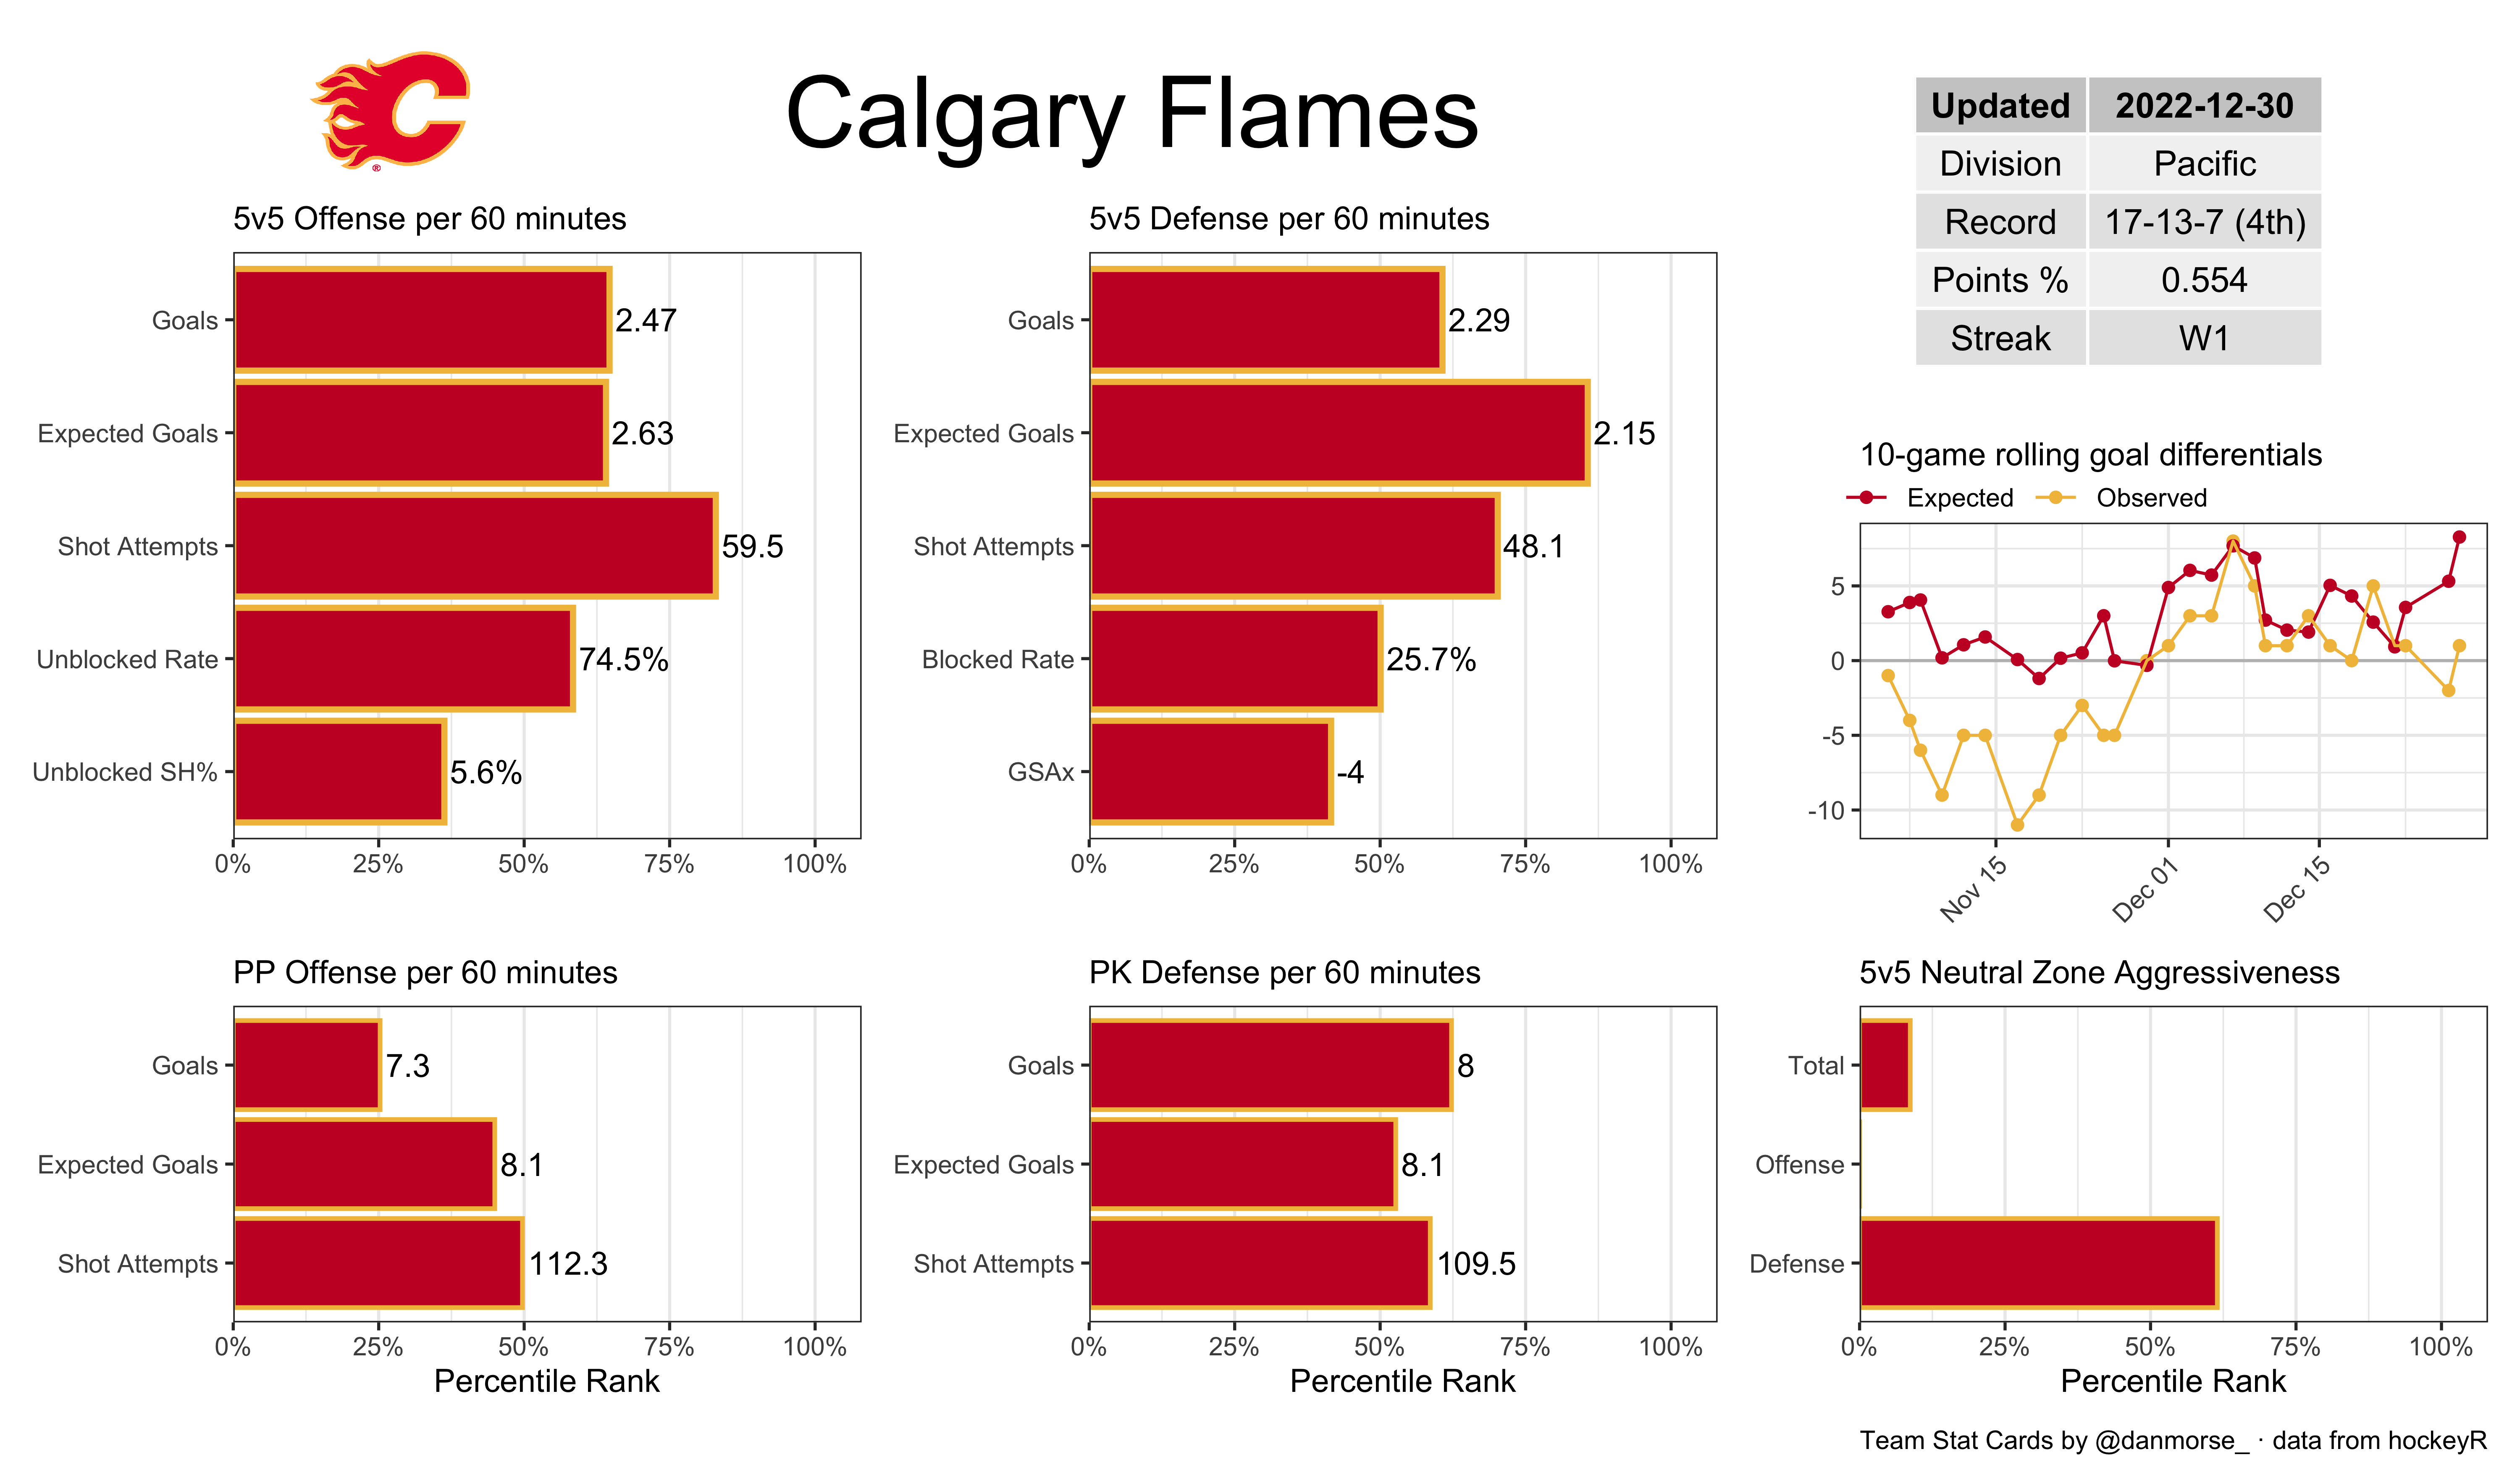 Calgary Flames
®
Updated 2022-12-30
Division Pacific
Record 17-13-7 (4th)
Points % 0.554
Streak W1
5v5 Offense per 60 minutes
Goals 2.47
Expected Goals 2.63
Shot Attempts 59.5
Unblocked Rate 74.5%
Unblocked SH% 5.6%
0% 25% 50% 75% 100%
5v5 Defense per 60 minutes
Goals 2.29
Expected Goals 2.15
Shot Attempts 48.1
Blocked Rate 25.7%
GSAx -4
0% 25% 50% 75% 100%
10-game rolling goal differentials
Expected Observed
5
0
-5
-10
Nov 15 Dec 01 Dec 15
PP Offense per 60 minutes
Goals 7.3
Expected Goals 8.1
Shot Attempts 112.3
0% 25% 50% 75% 100%
Percentile Rank
PK Defense per 60 minutes
Goals 8
Expected Goals 8.1
Shot Attempts 109.5
0% 25% 50% 75% 100%
Percentile Rank
5v5 Neutral Zone Aggressiveness
Total
Offense
Defense
0% 25% 50% 75% 100%
Percentile Rank
Team Stat Cards by @danmorse_ · data from hockeyR